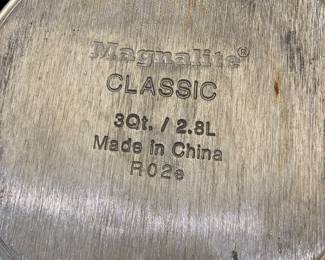 Magnalite®
CLASSIC
3Qt. / 2.8L
Made in China
R02e